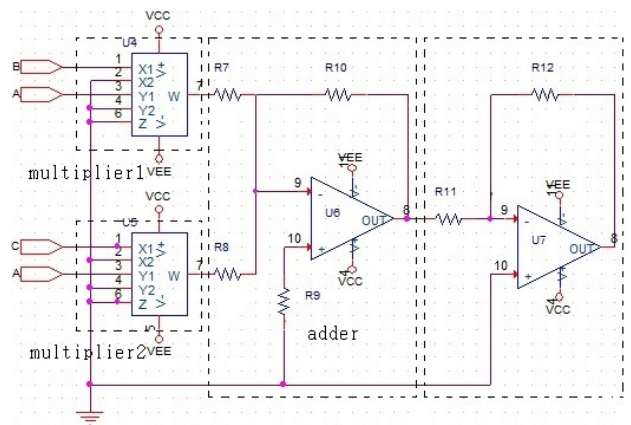 VCC
U4
B
1
X1
2
X2
A
3
Y1
4
Y2
6
Z
W
7
VEE
multiplier1
R7
R10
R12
VCC
U5
C
1
X1
2
X2
A
3
Y1
4
Y2
6
Z
W
7
5
VEE
multiplier2
R8
VEE
9
-
U6
OUT
8
10
+
4
VCC
R9
adder
R11
VEE
9
-
U7
OUT
8
10
+
4
VCC